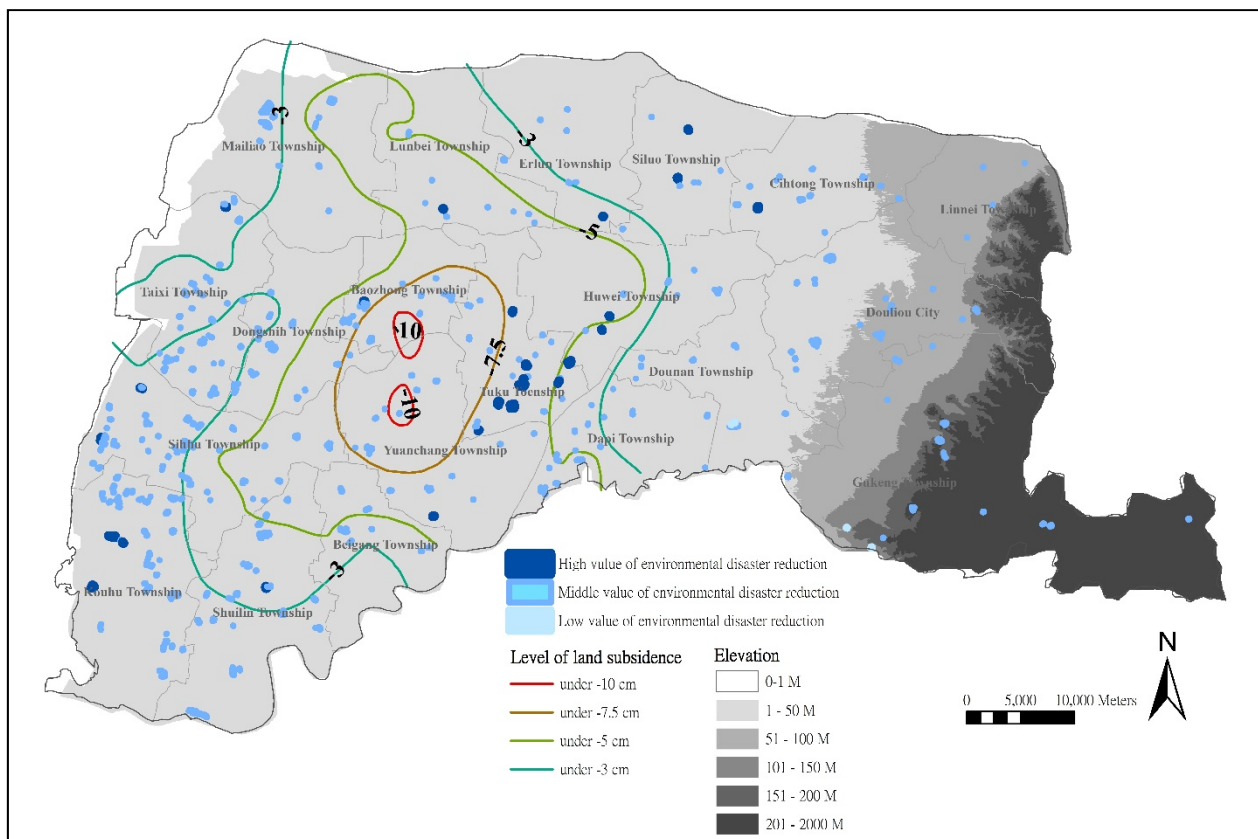 -3
Mailiao Township
Lunbei Township
-3
Erlun Township
Siluo Township
Cihtong Township
Linnei Township
-5
Taixi Township
Baozhong Township
Huwei Township
Dongshih Township
-10
-7.5
Douliou City
Dounan Township
Tuku Toenship
-10
Sihhu Township
Yuanchang Township
Dapi Township
Gukeng Township
Beigang Township
-3
Kouhu Township
Shuilin Township
High value of environmental disaster reduction
Middle value of environmental disaster reduction
Low value of environmental disaster reduction
Level of land subsidence
under -10 cm
under -7.5 cm
under -5 cm
under -3 cm
Elevation
0-1 M
1 - 50 M
51 - 100 M
101 - 150 M
151 - 200 M
201 - 2000 M
N
0 5,000 10,000 Meters